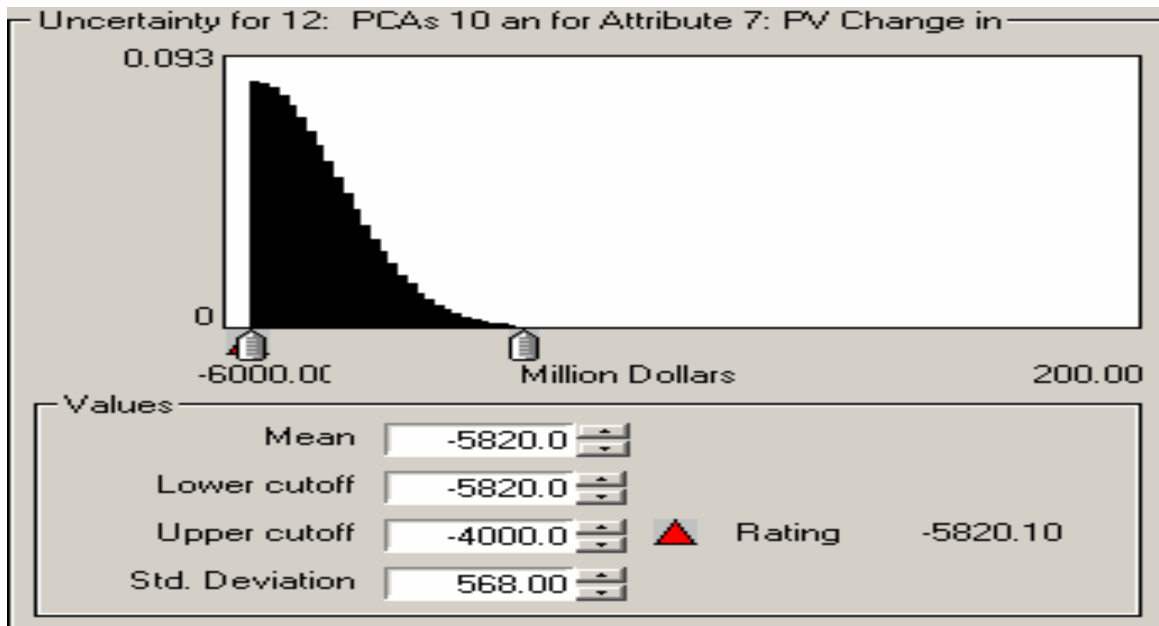 Uncertainty for 12: PCAs 10 an for Attribute 7: PV Change in
0.093
0
-6000.00 Million Dollars 200.00
Values
Mean -5820.0
Lower cutoff -5820.0
Upper cutoff -4000.0 Rating -5820.10
Std. Deviation 568.00